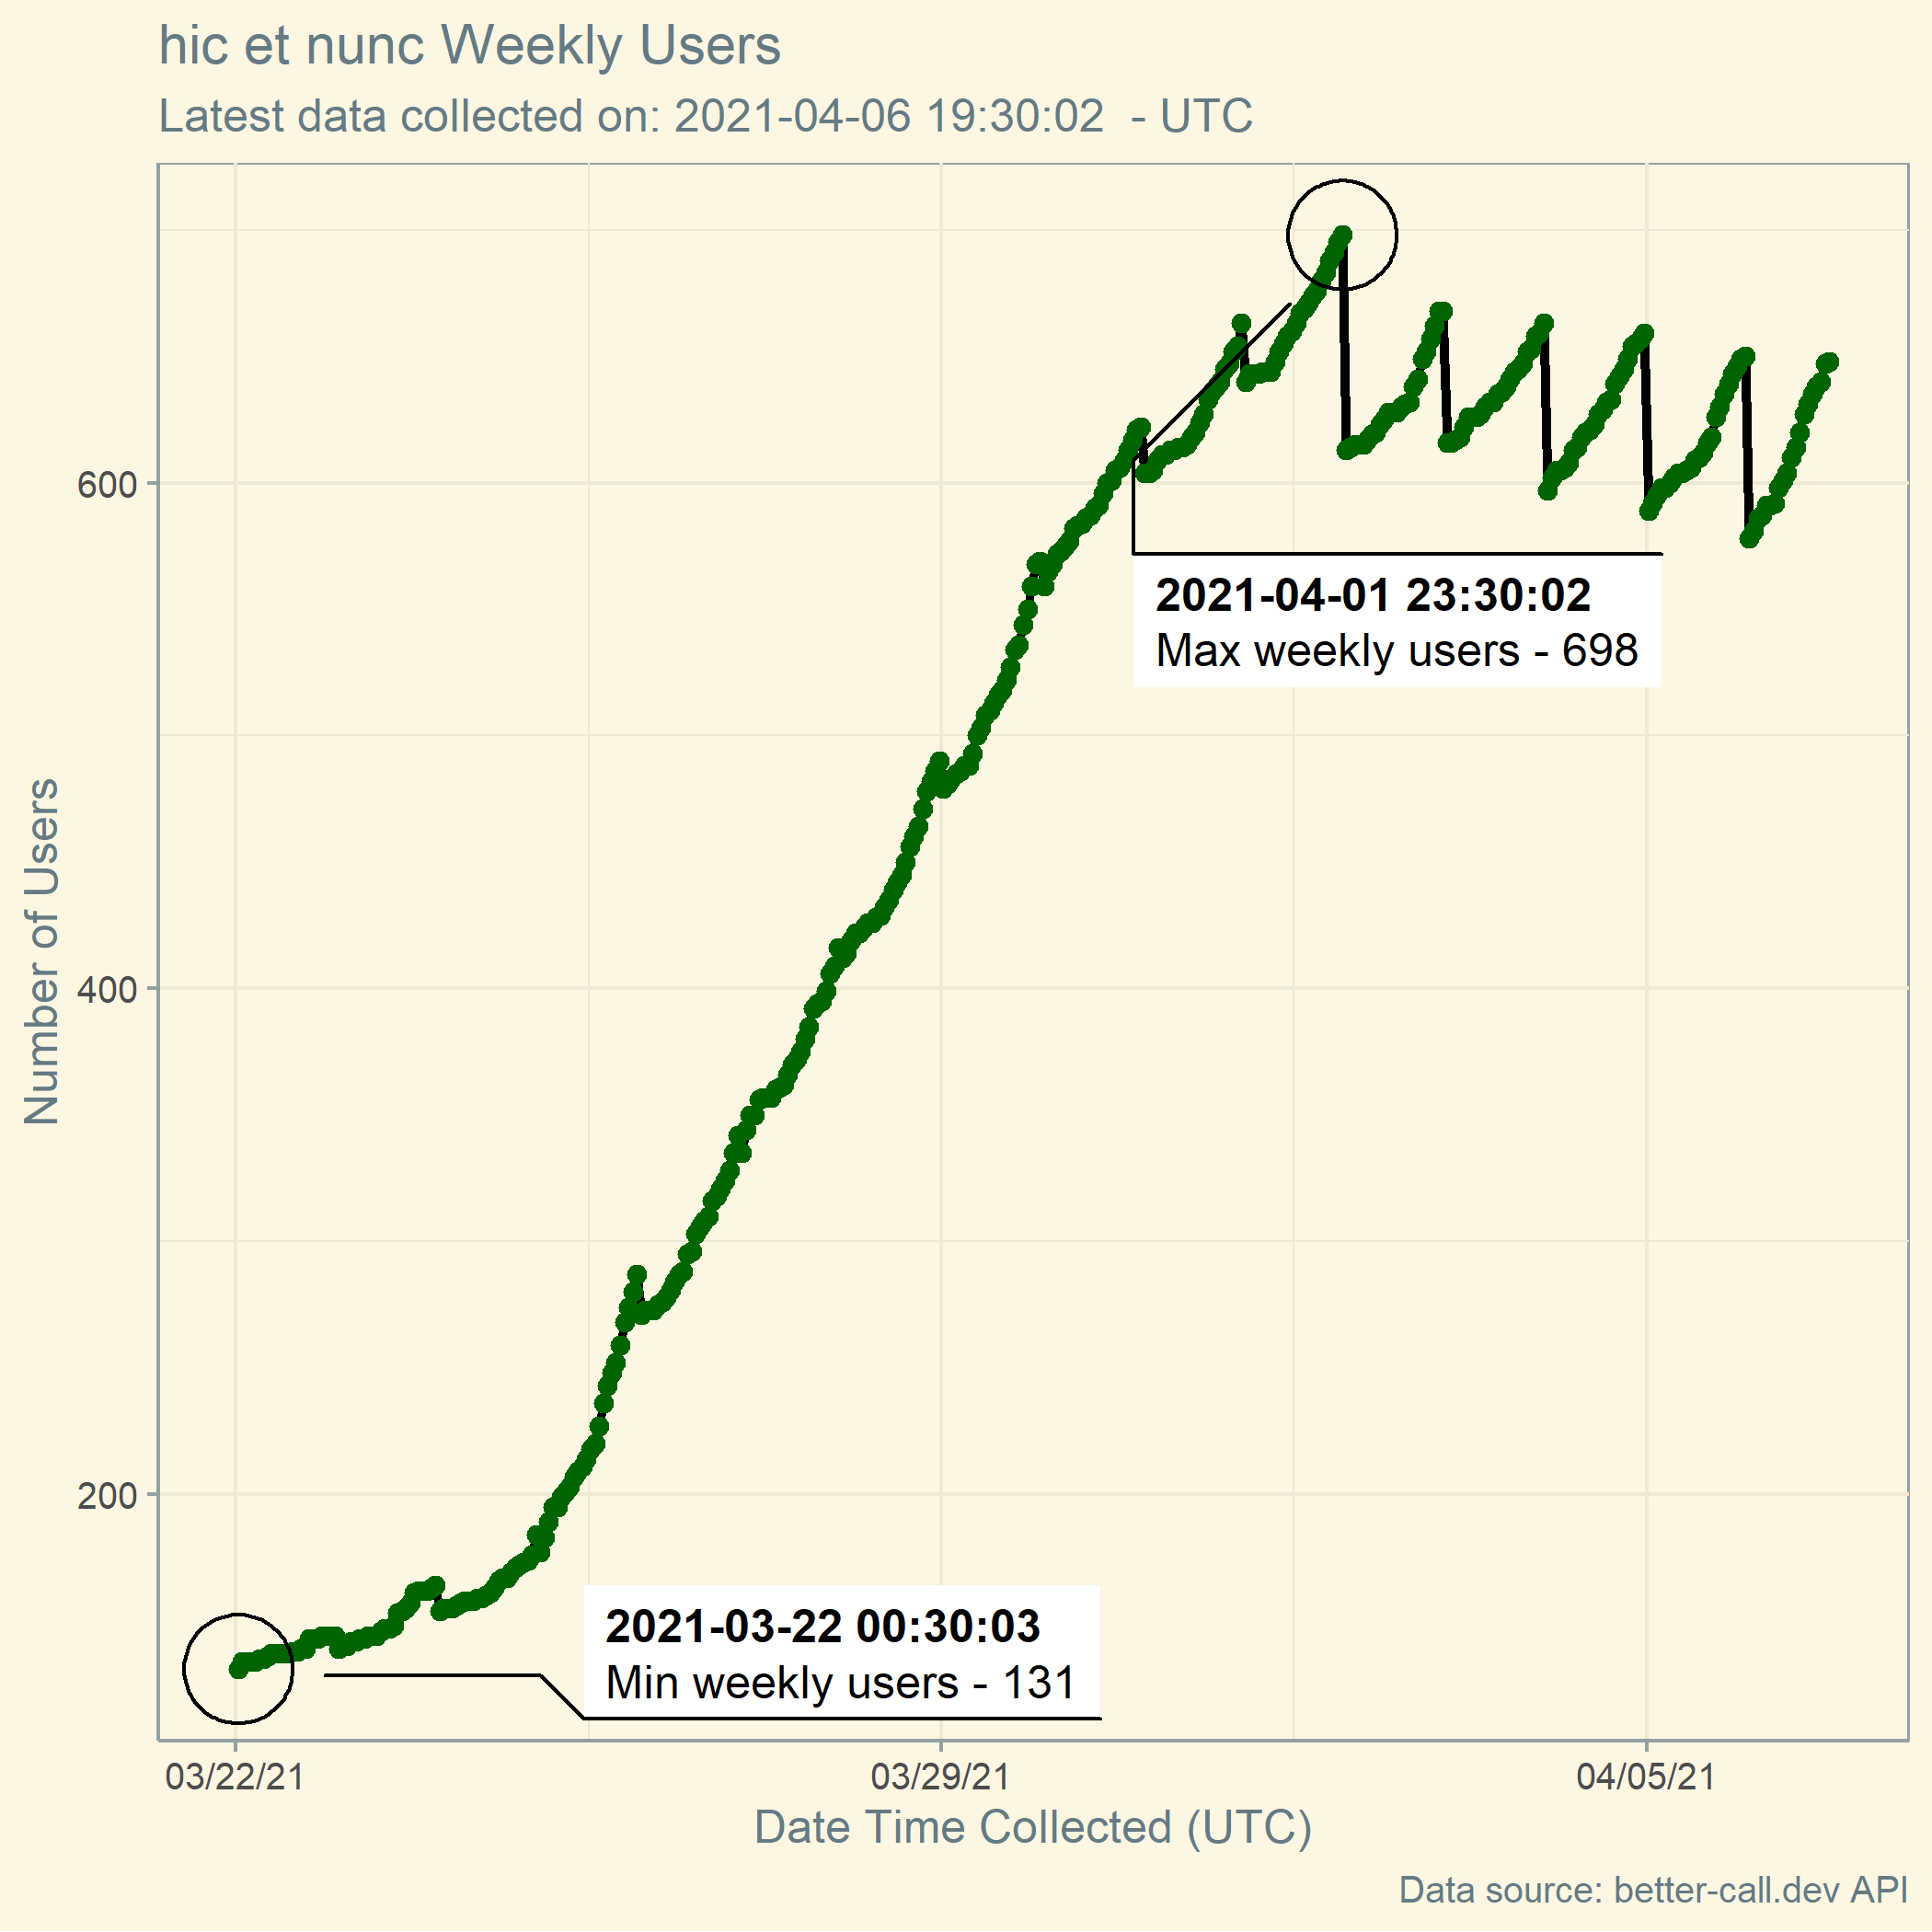 hic et nunc Weekly Users
Latest data collected on: 2021-04-06 19:30:02  - UTC
Number of Users
600
400
200
2021-04-01 23:30:02
Max weekly users - 698
2021-03-22 00:30:03
Min weekly users - 131
03/22/21
03/29/21
04/05/21
Date Time Collected (UTC)
Data source: better-call.dev API